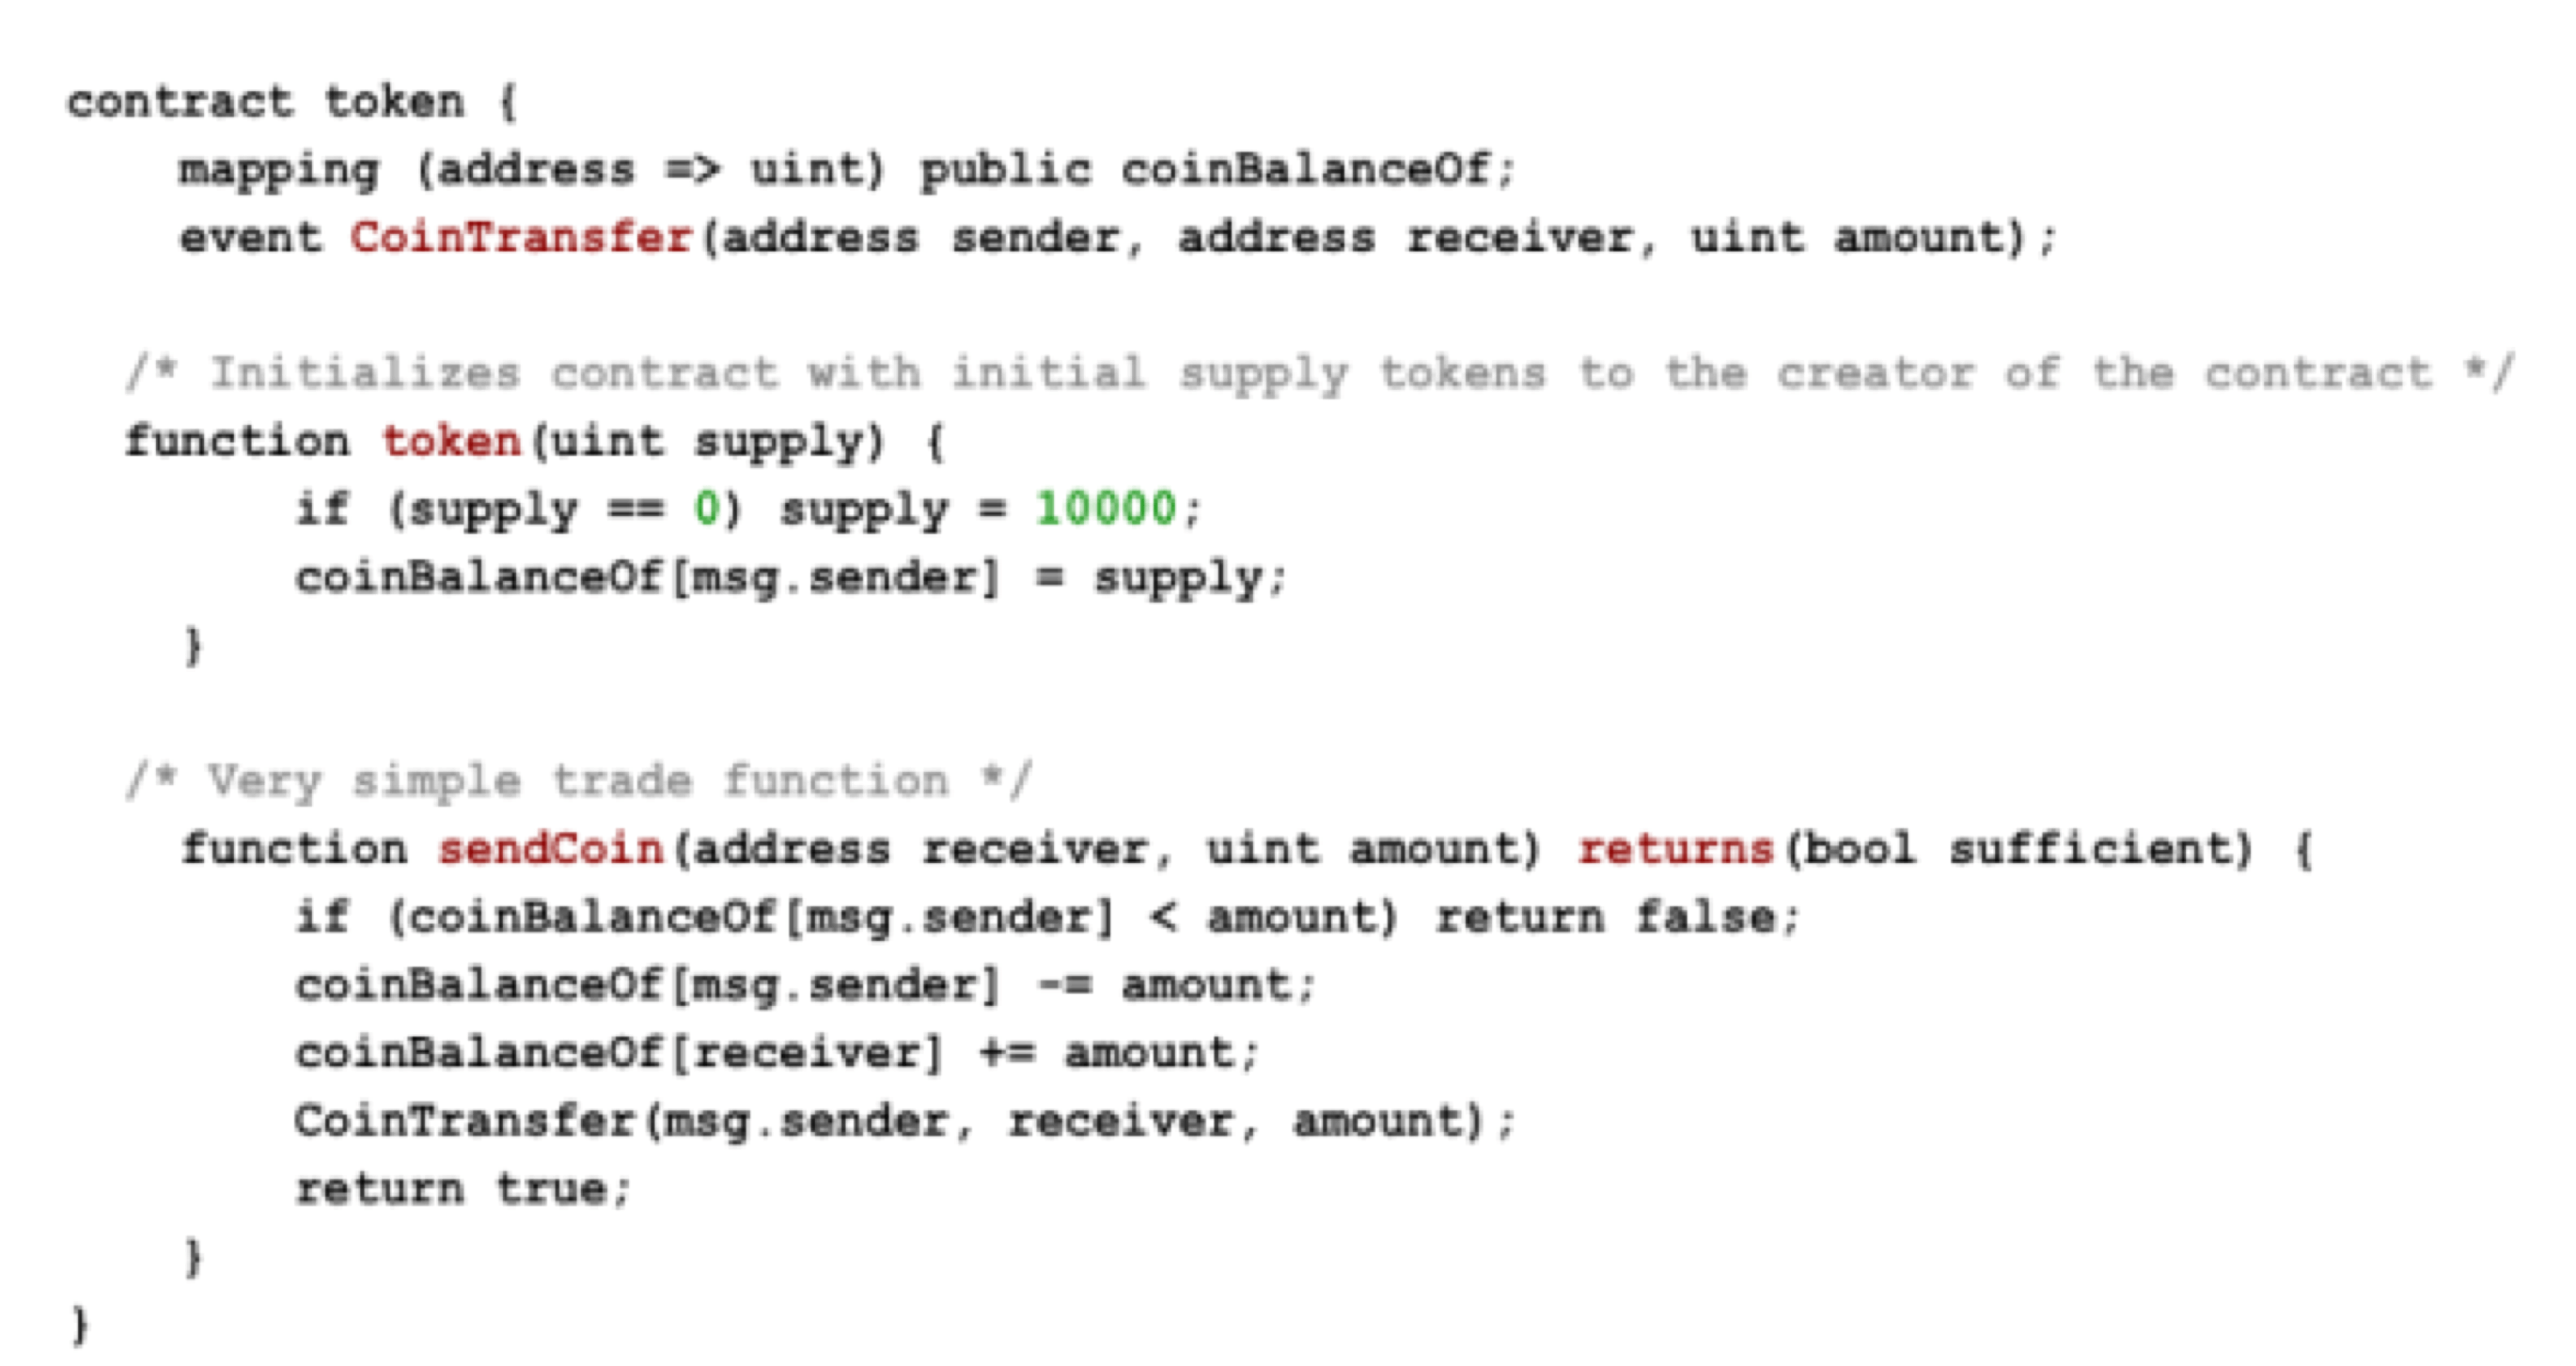 contract token {
mapping (address => uint) public coinBalanceOf;
event CoinTransfer(address sender, address receiver, uint amount);
/* Initializes contract with initial supply tokens to the creator of the contract */
function token(uint supply) {
if (supply == 0) supply = 10000;
coinBalanceOf[msg.sender] = supply;
}
/* Very simple trade function */
function sendCoin(address receiver, uint amount) returns(bool sufficient) {
if (coinBalanceOf[msg.sender] < amount) return false;
coinBalanceOf[msg.sender] -= amount;
coinBalanceOf[receiver] += amount;
CoinTransfer(msg.sender, receiver, amount);
return true;
}
}